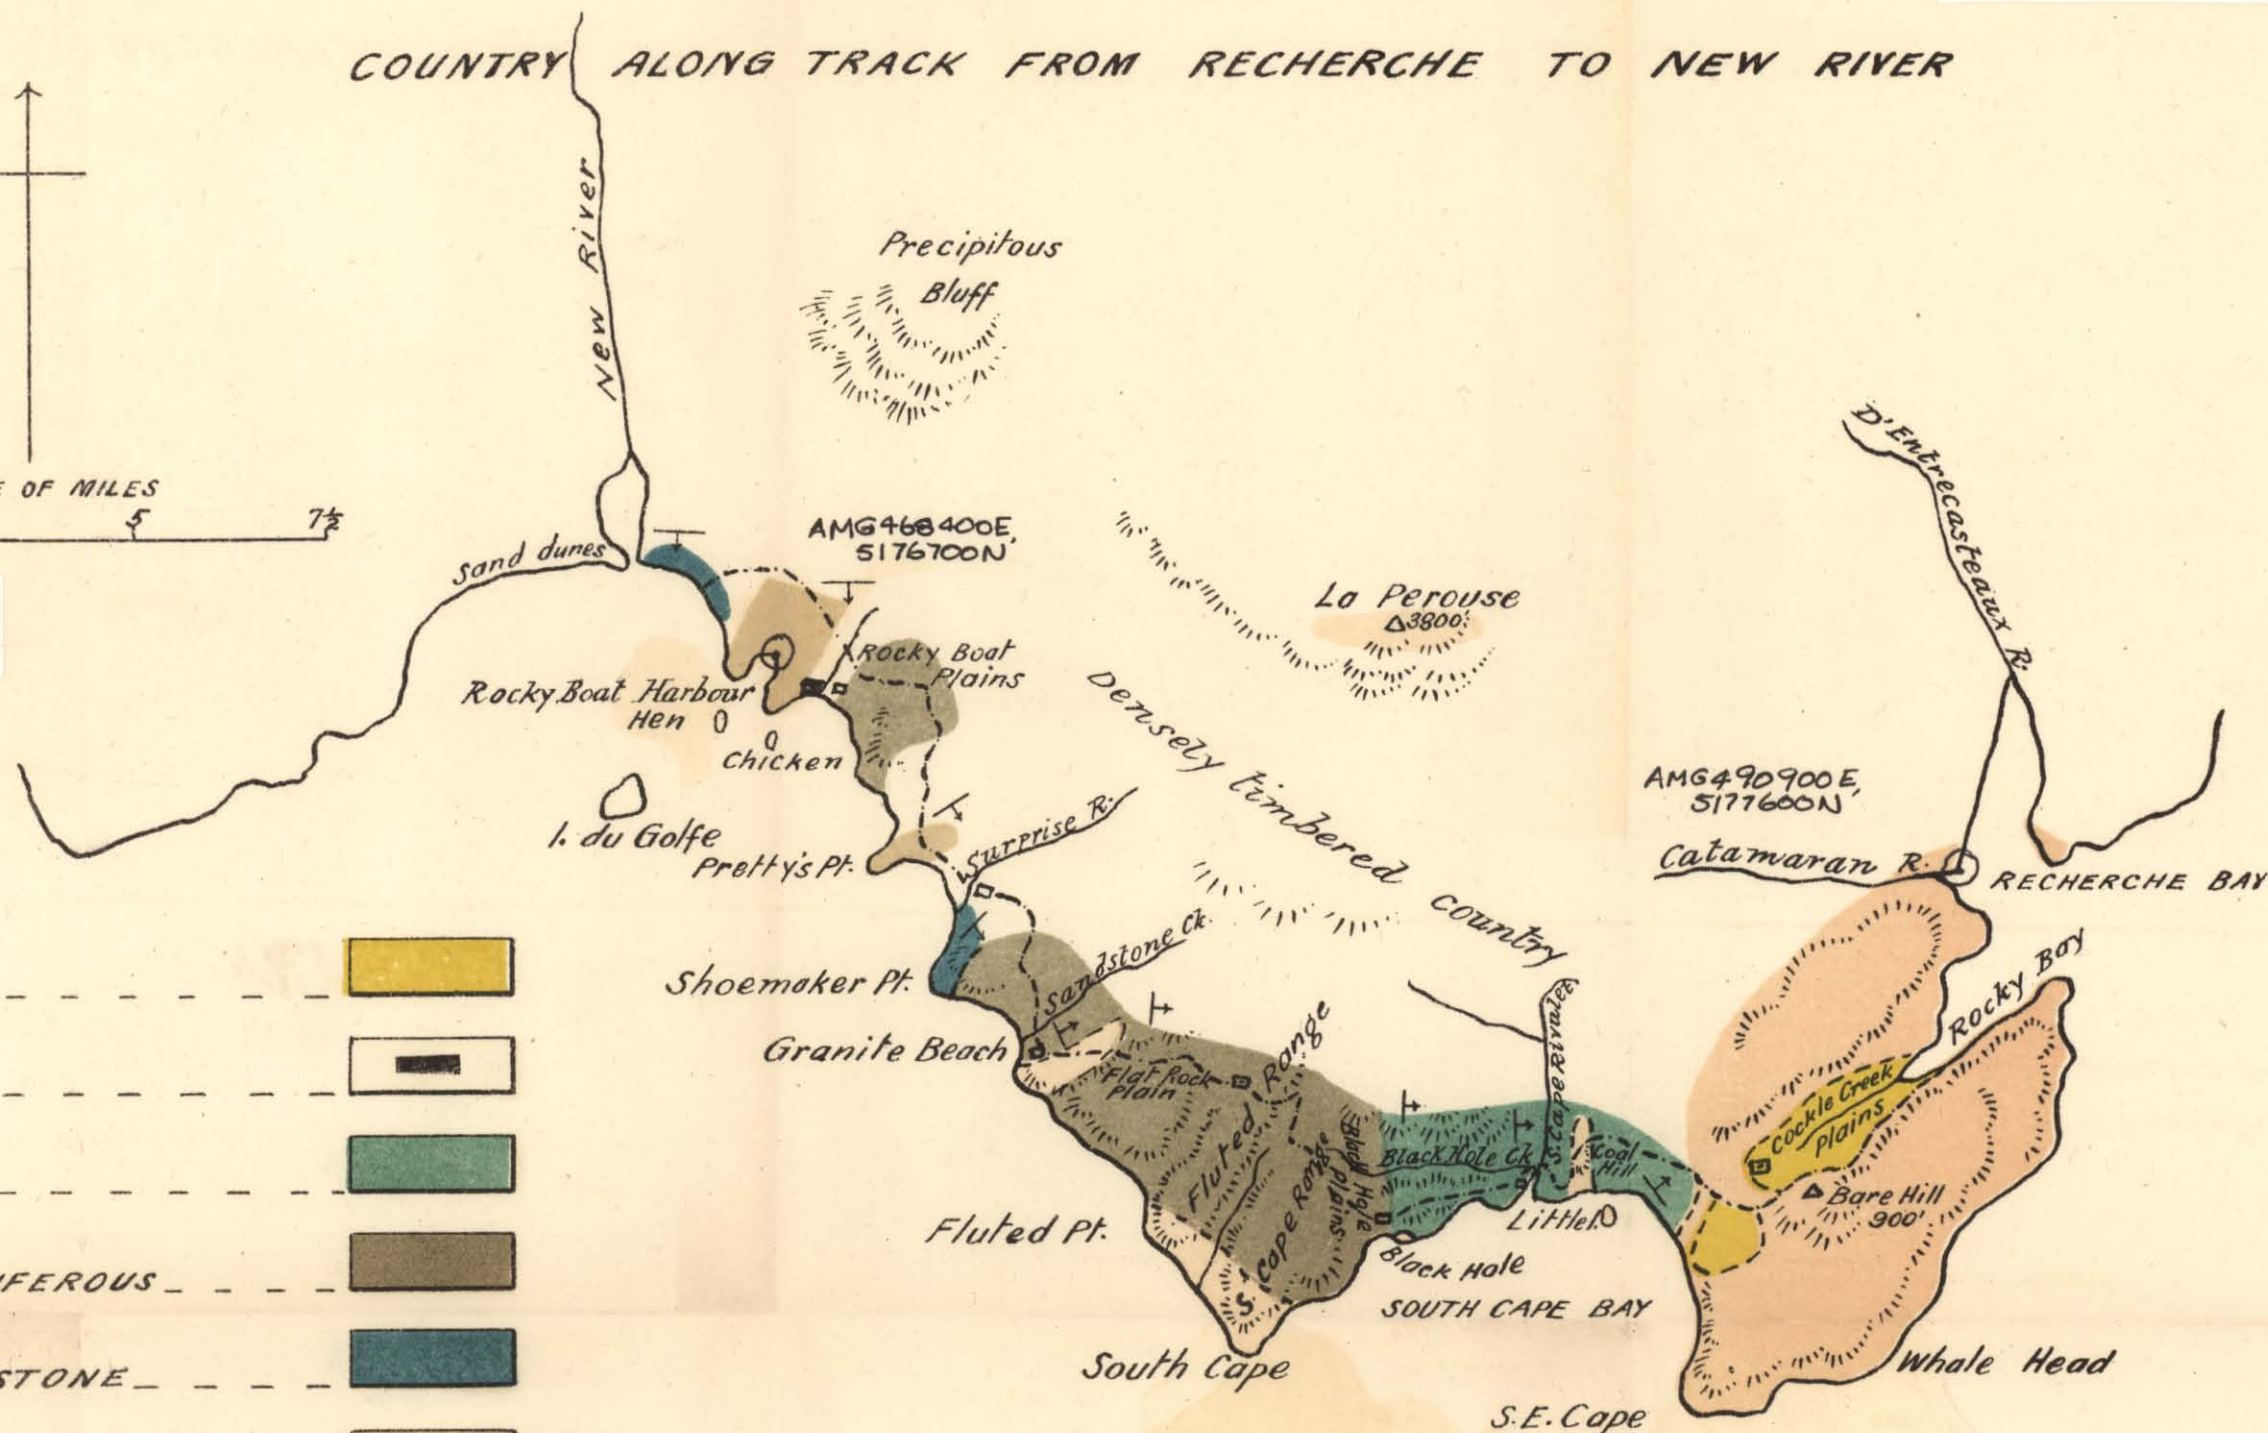 COUNTRY ALONG TRACK FROM RECHERCHE TO NEW RIVER
New River
Precipitous
Bluff
D'Entrecasteaux R.
OF MILES
5
7½
Sand dunes
AMG468400E,
5176700N
La Perouse
△3800'
Rocky Boat
Plains
Rocky Boat Harbour
Hen
Chicken
I. du Golfe
Densely timbered country
AMG490900E,
5177600N
Pretty's Pt.
Surprise R.
Catamaran R.
RECHERCHE BAY
Sandstone Ck.
Shoemaker Pt.
Rocky Bay
Granite Beach
Flat Rock
Plain
Fluted Range
S. Cape Rivulet
Cockle Creek
Plains
Black Hole Ck
Coal
Hill
S. Cape Range
Black Hole
Plains
Bare Hill
900'
Little I.
Fluted Pt.
Black Hole
SOUTH CAPE BAY
South Cape
Whale Head
S.E. Cape
FEROUS
STONE